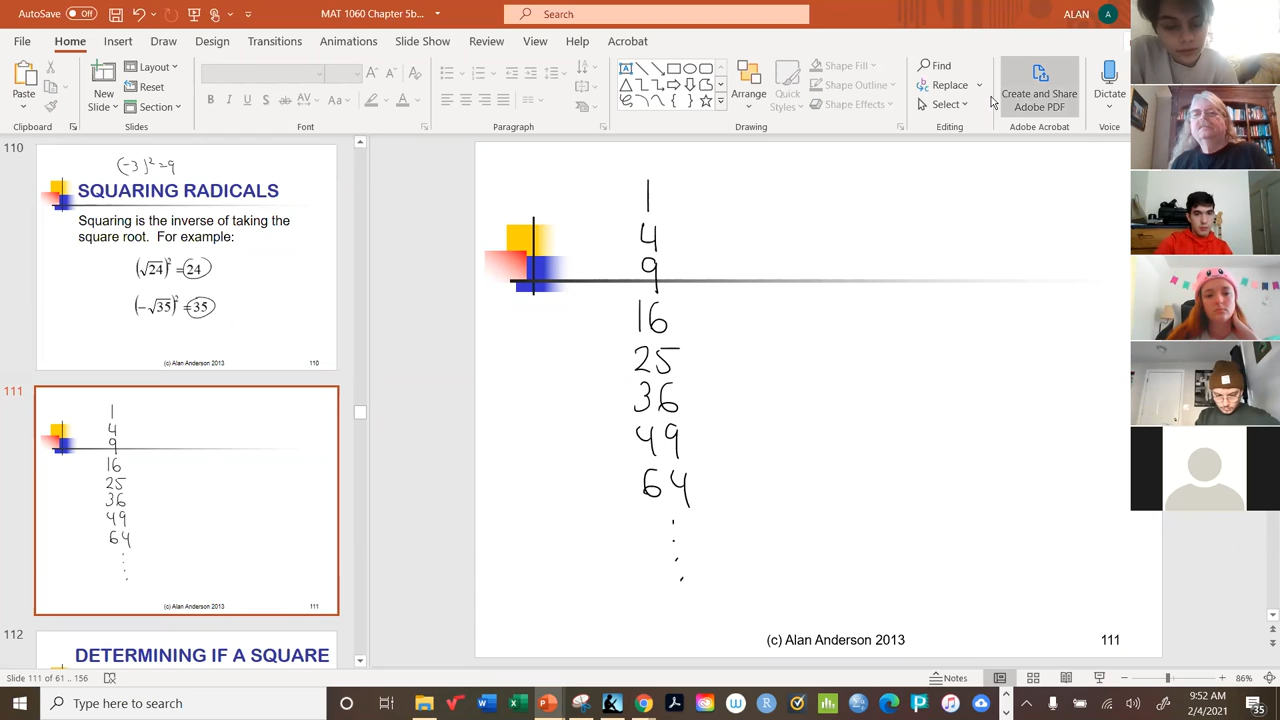 AutoSave Off
MAT 1060 Chapter 5b...
Search
ALAN
A
File Home Insert Draw Design Transitions Animations Slide Show Review View Help Acrobat
Paste
Clipboard
New Slide
Layout
Reset
Section
Slides
B I U S ab AV Aa A
Font
Paragraph
Arrange
Quick Styles
Shape Fill
Shape Outline
Shape Effects
Drawing
Find
Replace
Select
Editing
Create and Share Adobe PDF
Adobe Acrobat
Dictate
Voice
110
(-3)²=9
SQUARING RADICALS
Squaring is the inverse of taking the
square root. For example:
(√24)² = 24
(-√35)² = 35
(c) Alan Anderson 2013 110
111
1
4
9
16
25
36
49
64
(c) Alan Anderson 2013 111
112
DETERMINING IF A SQUARE
1
4
9
16
25
36
49
64
(c) Alan Anderson 2013 111
Slide 111 of 61 .. 156
Notes
86%
Type here to search
9:52 AM
2/4/2021
35